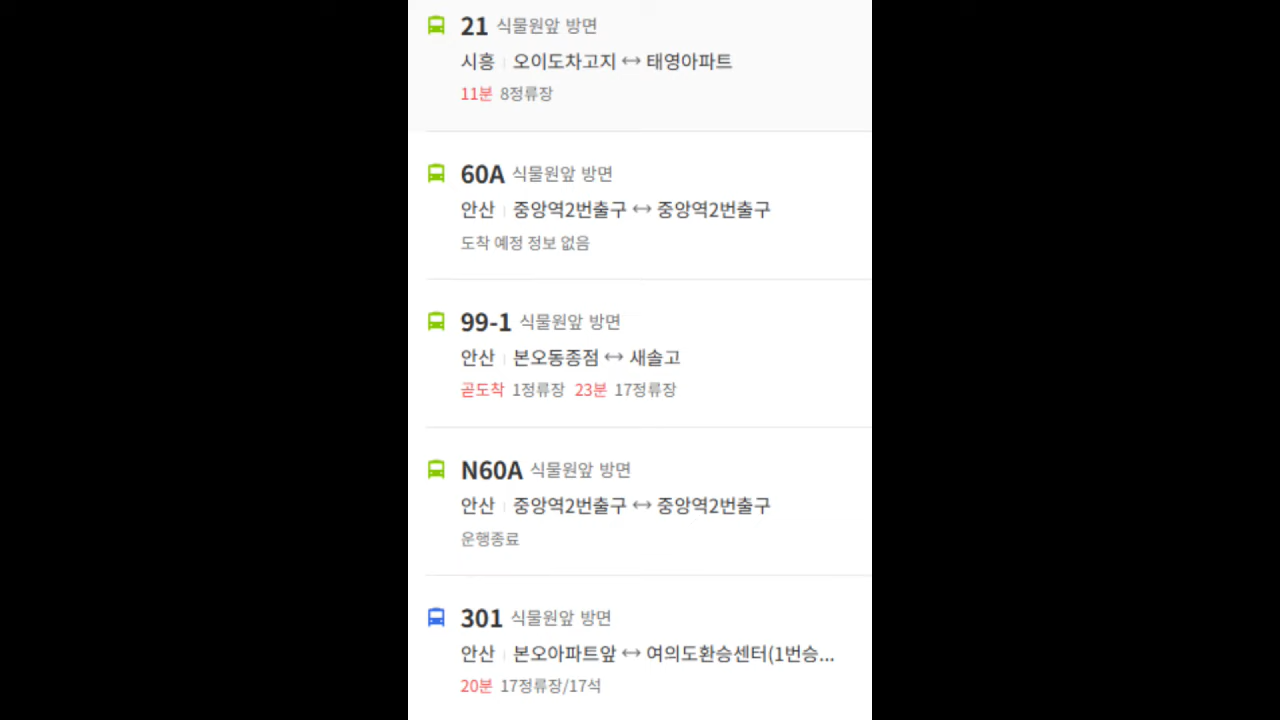 21 식물원앞 방면
시흥 오이도차고지 ↔ 태영아파트
11분 8정류장
60A 식물원앞 방면
안산 중앙역2번출구 ↔ 중앙역2번출구
도착 예정 정보 없음
99-1 식물원앞 방면
안산 본오동종점 ↔ 새솔고
곧도착 1정류장 23분 17정류장
N60A 식물원앞 방면
안산 중앙역2번출구 ↔ 중앙역2번출구
운행종료
301 식물원앞 방면
안산 본오아파트앞 ↔ 여의도환승센터(1번승...
20분 17정류장/17석